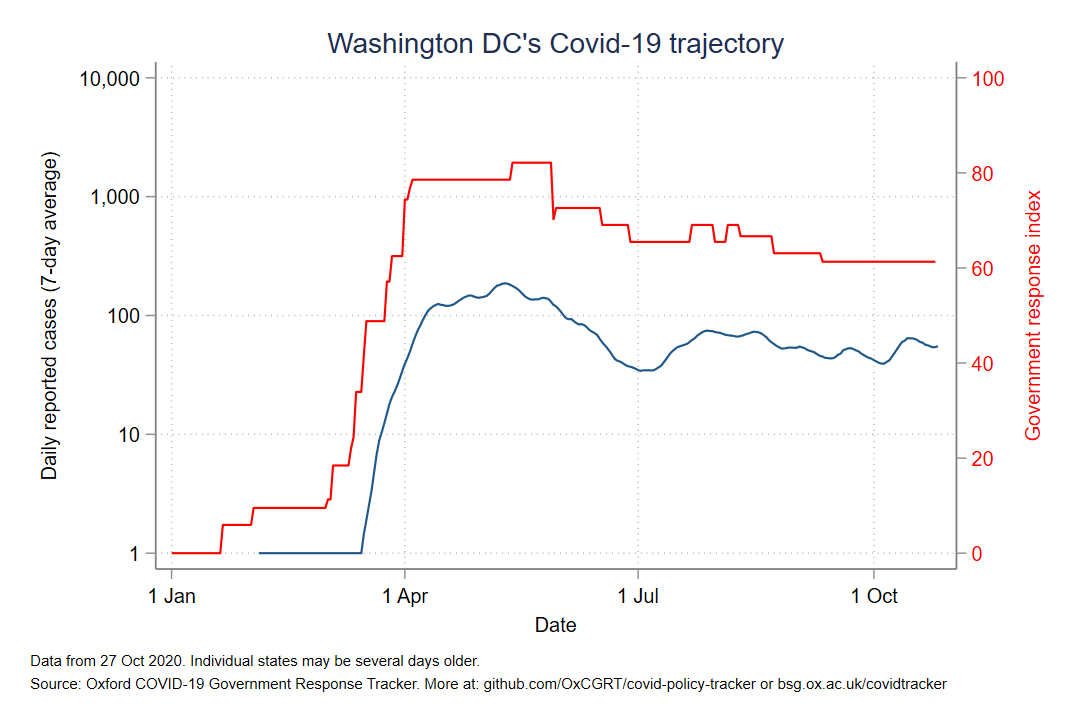 Washington DC's Covid-19 trajectory
10,000
1,000
100
10
1
Daily reported cases (7-day average)
100
80
60
40
20
0
Government response index
1 Jan
1 Apr
1 Jul
1 Oct
Date
Data from 27 Oct 2020. Individual states may be several days older.
Source: Oxford COVID-19 Government Response Tracker. More at: github.com/OxCGRT/covid-policy-tracker or bsg.ox.ac.uk/covidtracker